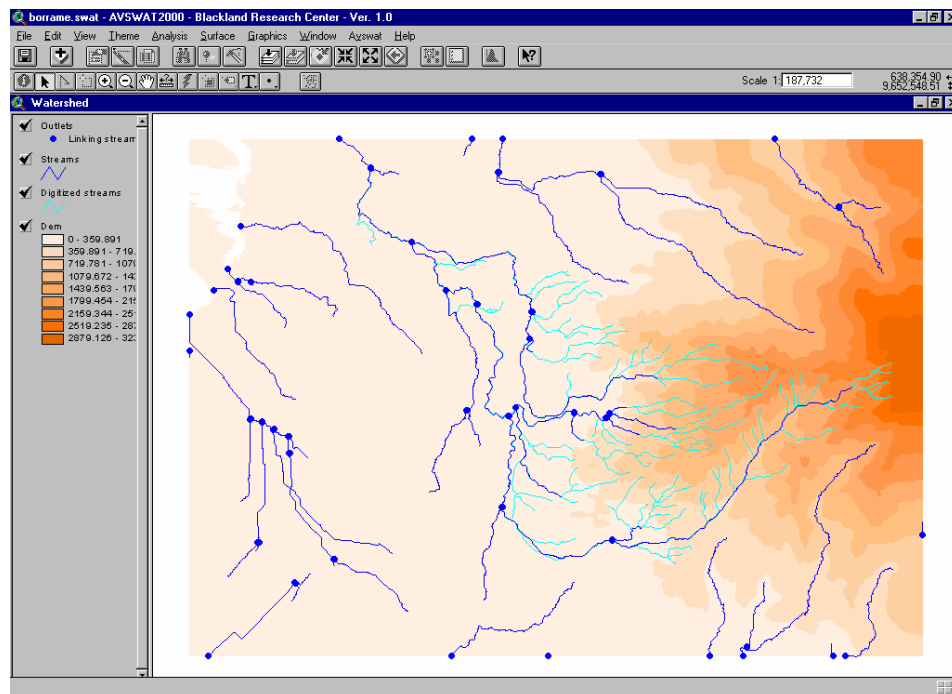 borrame.swat - AVSWAT2000 - Blackland Research Center - Ver. 1.0
File Edit View Theme Analysis Surface Graphics Window Avswat Help
Scale 1: 187,732
638,354.90
9,652,548.51
Watershed
Outlets
Linking stream
Streams
Digitized streams
Dem
0 - 359.891
359.891 - 719.
719.781 - 107
1079.672 - 14
1439.563 - 179
1799.454 - 21
2159.344 - 25
2519.235 - 28
2879.126 - 32